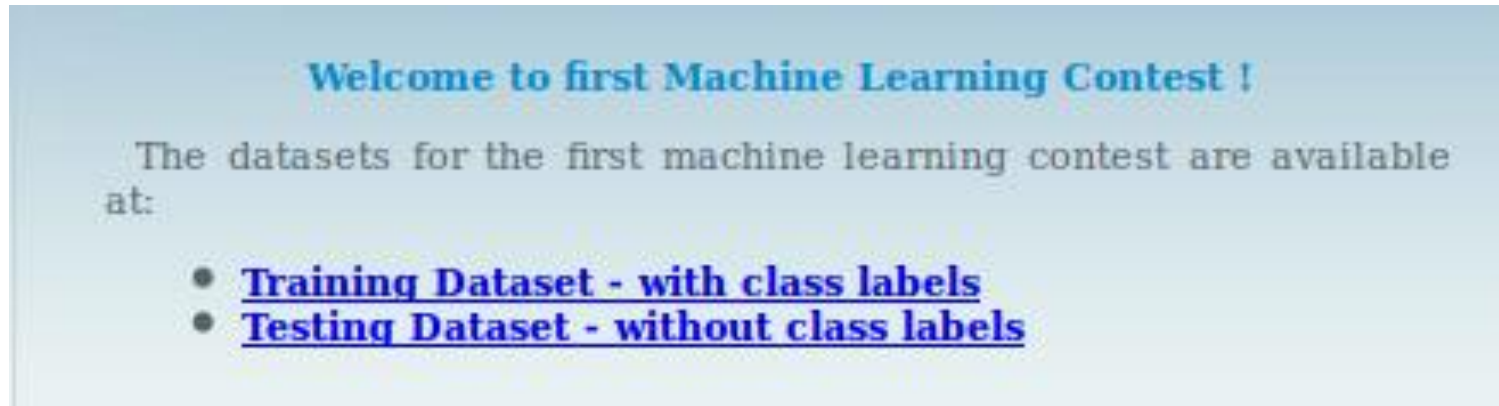 Welcome to first Machine Learning Contest !
The datasets for the first machine learning contest are available
at:
Training Dataset - with class labels
Testing Dataset - without class labels